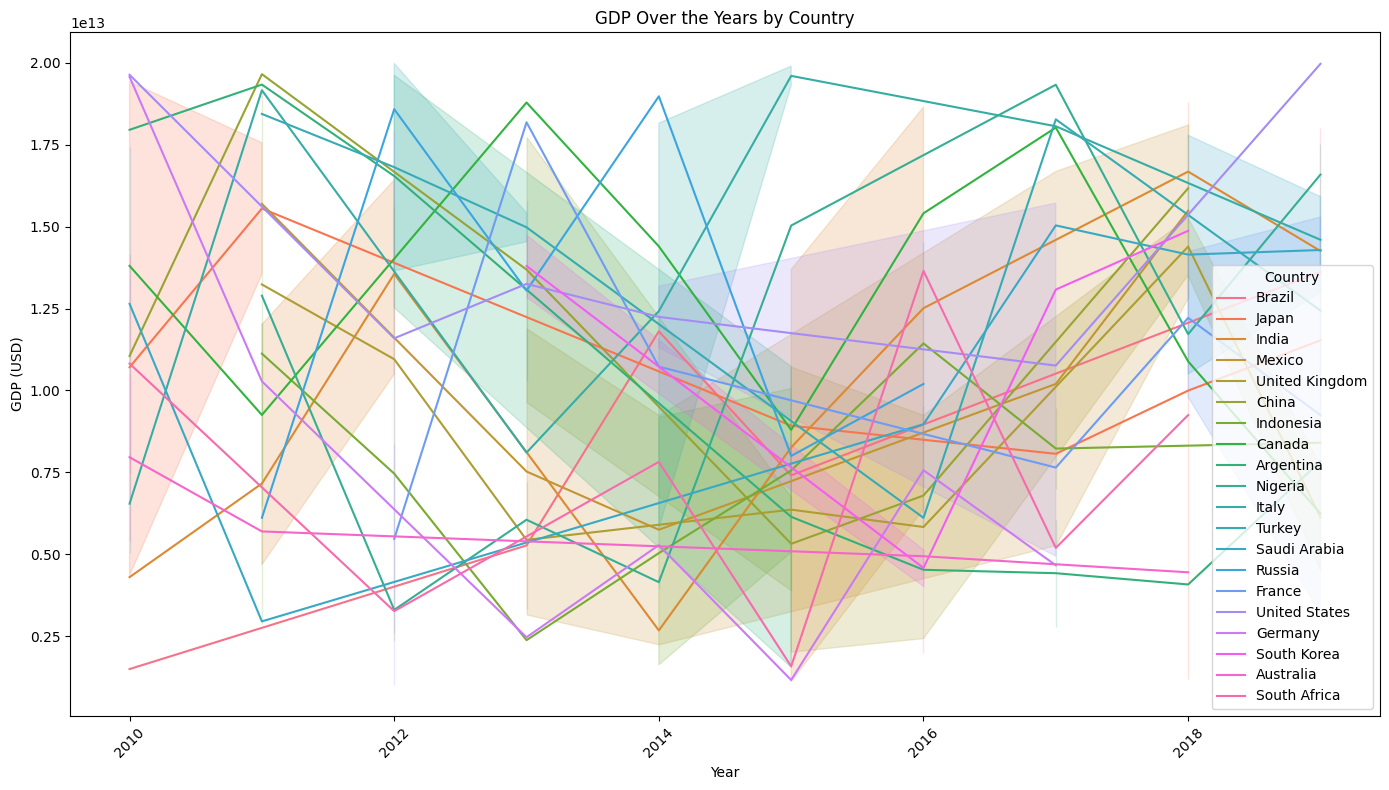 GDP Over the Years by Country
1e13
2.00
1.75
1.50
1.25
1.00
0.75
0.50
0.25
GDP (USD)
2010
2012
2014
2016
2018
Year
Country
Brazil
Japan
India
Mexico
United Kingdom
China
Indonesia
Canada
Argentina
Nigeria
Italy
Turkey
Saudi Arabia
Russia
France
United States
Germany
South Korea
Australia
South Africa